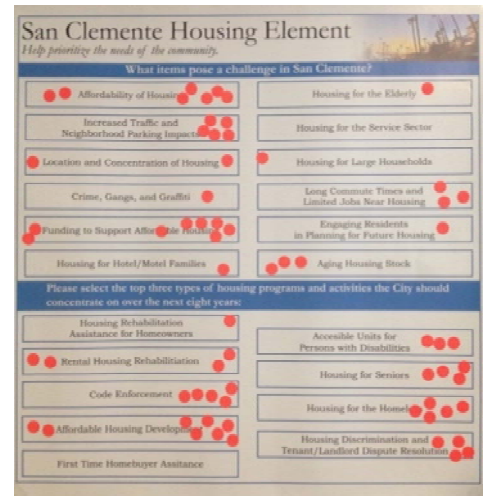 San Clemente Housing Element
Help prioritize the needs of the community.
What items pose a challenge in San Clemente?
Affordability of Housing
Increased Traffic and
Neighborhood Parking Impacts
Location and Concentration of Housing
Crime, Gangs, and Graffiti
Funding to Support Affordable Housing
Housing for Hotel/Motel Families
Housing for the Elderly
Housing for the Service Sector
Housing for Large Households
Long Commute Times and
Limited Jobs Near Housing
Engaging Residents
in Planning for Future Housing
Aging Housing Stock
Please select the top three types of housing programs and activities the City should
concentrate on over the next eight years:
Housing Rehabilitation
Assistance for Homeowners
Rental Housing Rehabilitiation
Code Enforcement
Affordable Housing Development
First Time Homebuyer Assitance
Accesible Units for
Persons with Disabilities
Housing for Seniors
Housing for the Homeless
Housing Discrimination and
Tenant/Landlord Dispute Resolution